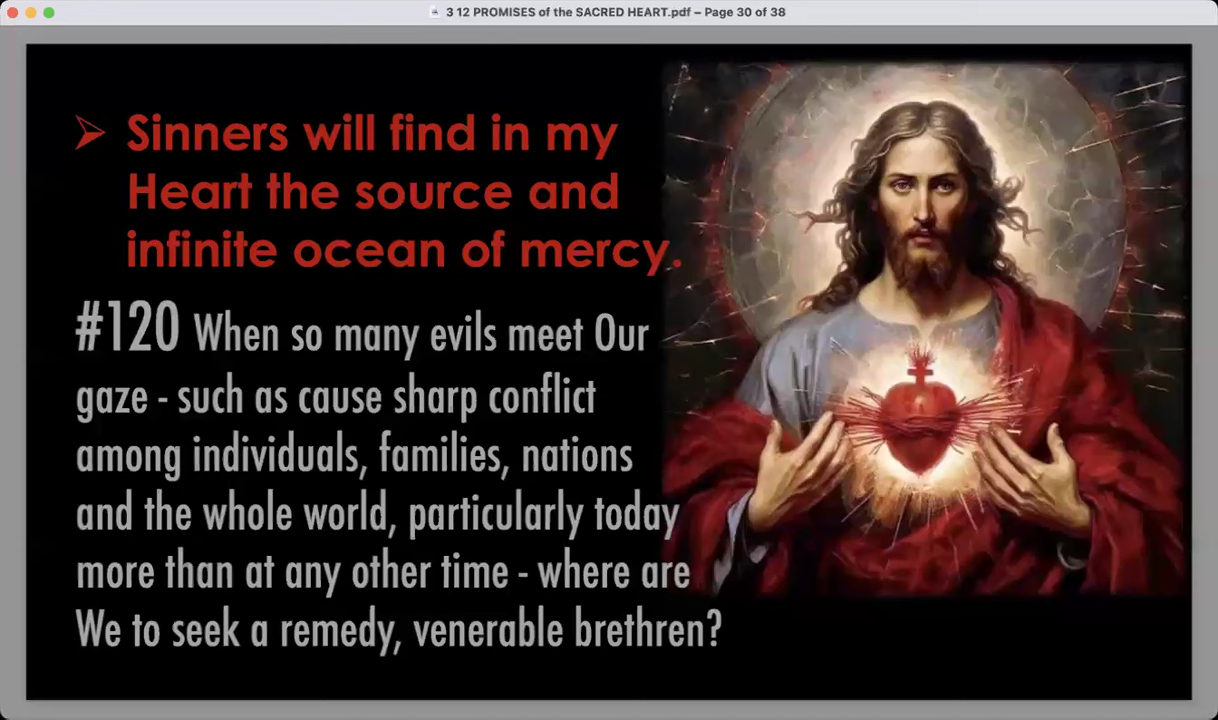 3 12 PROMISES of the SACRED HEART.pdf – Page 30 of 38
➢ Sinners will find in my
Heart the source and
infinite ocean of mercy.
#120 When so many evils meet Our
gaze - such as cause sharp conflict
among individuals, families, nations
and the whole world, particularly today
more than at any other time - where are
We to seek a remedy, venerable brethren?